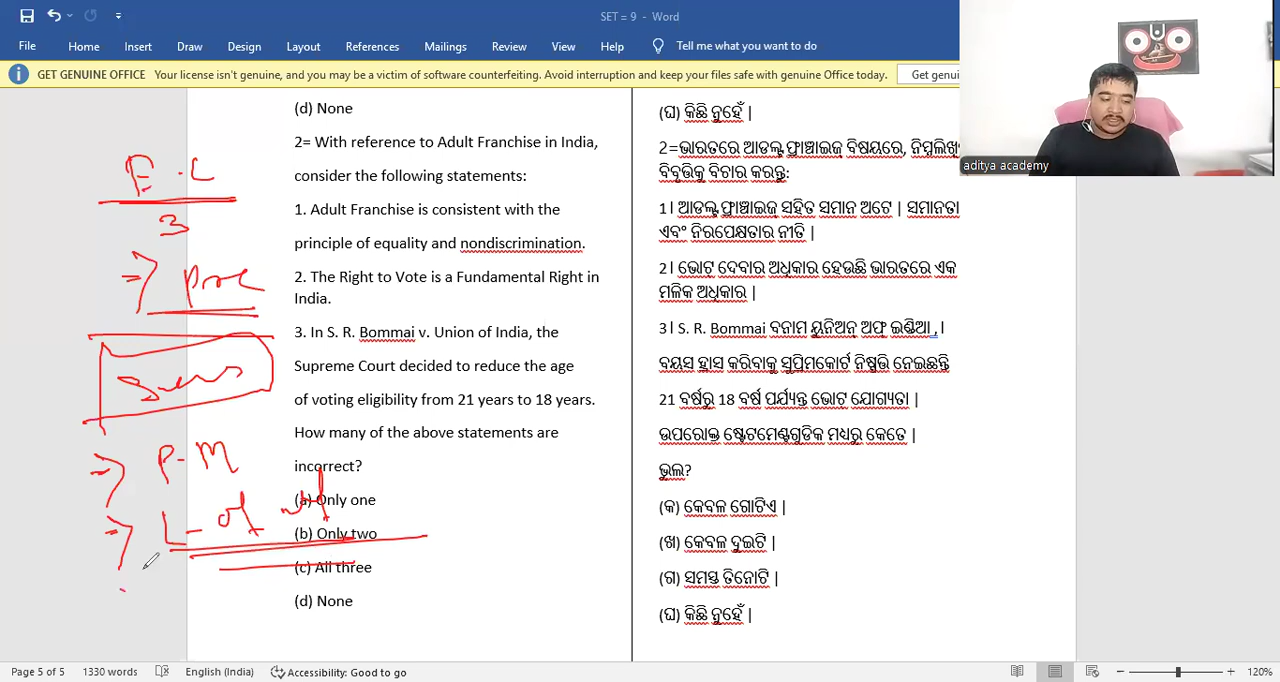 SET = 9 - Word
File Home Insert Draw Design Layout References Mailings Review View Help Tell me what you want to do
GET GENUINE OFFICE Your license isn't genuine, and you may be a victim of software counterfeiting. Avoid interruption and keep your files safe with genuine Office today. Get genui
aditya academy
(d) None
2= With reference to Adult Franchise in India,
consider the following statements:
1. Adult Franchise is consistent with the
principle of equality and nondiscrimination.
2. The Right to Vote is a Fundamental Right in
India.
3. In S. R. Bommai v. Union of India, the
Supreme Court decided to reduce the age
of voting eligibility from 21 years to 18 years.
How many of the above statements are
incorrect?
(a) Only one
(b) Only two
(c) All three
(d) None
(ଘ) କିଛି ନୁହେଁ |
2=ଭାରତରେ ଆଡଲ୍ଟ ଫ୍ରାଞ୍ଚାଇଜ୍ ବିଷୟରେ, ନିମ୍ନଲିଖିତ
ବିବୃତ୍ତିକୁ ବିଚାର କରନ୍ତୁ:
1। ଆଡଲ୍ଟ ଫ୍ରାଞ୍ଚାଇଜ୍ ସହିତ ସମାନ ଅଟେ | ସମାନତା
ଏବଂ ନିରପେକ୍ଷତାର ନୀତି |
2। ଭୋଟ୍ ଦେବାର ଅଧିକାର ହେଉଛି ଭାରତରେ ଏକ
ମଳିକ ଅଧିକାର |
3। S. R. Bommai ବନାମ ୟୁନିଅନ୍ ଅଫ୍ ଇଣ୍ଡିଆ ,।
ବୟସ ହ୍ରାସ କରିବାକୁ ସୁପ୍ରିମକୋର୍ଟ ନିଷ୍ପତ୍ତି ନେଇଛନ୍ତି
21 ବର୍ଷରୁ 18 ବର୍ଷ ପର୍ଯ୍ୟନ୍ତ ଭୋଟ୍ ଯୋଗ୍ୟତା |
ଉପରୋକ୍ତ ଷ୍ଟେଟମେଣ୍ଟଗୁଡିକ ମଧ୍ୟରୁ କେତେ |
ଭୁଲ?
(କ) କେବଳ ଗୋଟିଏ |
(ଖ) କେବଳ ଦୁଇଟି |
(ଗ) ସମସ୍ତ ତିନୋଟି |
(ଘ) କିଛି ନୁହେଁ |
E.C
3
P-M
L- of
Page 5 of 5 1330 words English (India) Accessibility: Good to go 120%